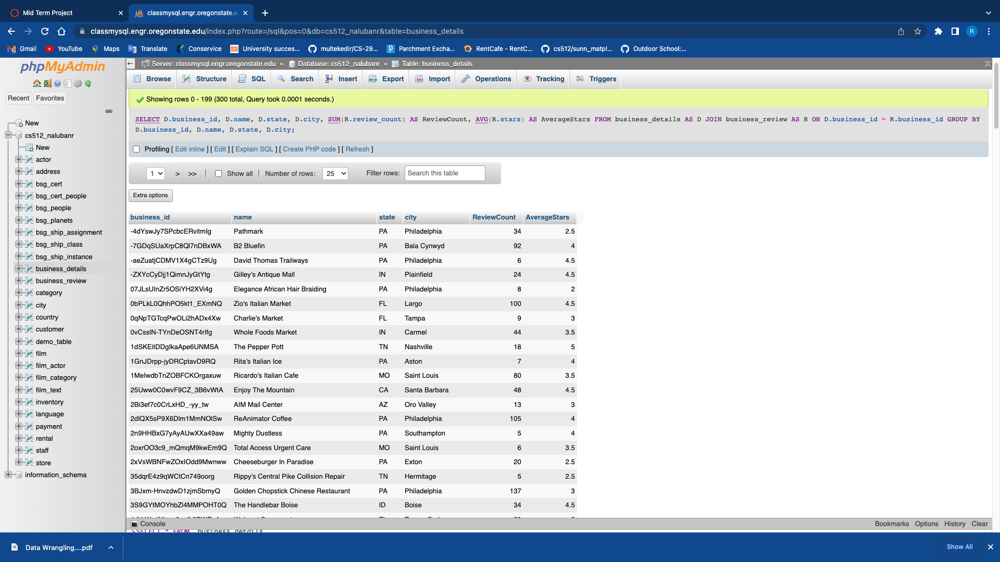 Mid Term Project
classmysql.engr.oregonstate.e
classmysql.engr.oregonstate.edu/index.php?route=/sql&pos=0&db=cs512_nalubanr&table=business_details
R
Gmail YouTube Maps Translate Conservice University succes... multekedir/CS-29... Parchment Excha... RentCafe - RentC... cs512/sunn_matpl... Outdoor School:...
phpMyAdmin
Recent Favorites
New
cs512_nalubanr
New
actor
address
bsg_cert
bsg_cert_people
bsg_people
bsg_planets
bsg_ship_assignment
bsg_ship_class
bsg_ship_instance
business_details
business_review
category
city
country
customer
demo_table
film
film_actor
film_category
film_text
inventory
language
payment
rental
staff
store
information_schema
Server: classmysql.engr.oregonstate.edu » Database: cs512_nalubanr » Table: business_details
Browse Structure SQL Search Insert Export Import Operations Tracking Triggers
Showing rows 0 - 199 (300 total, Query took 0.0001 seconds.)
SELECT D.business_id, D.name, D.state, D.city, SUM(R.review_count) AS ReviewCount, AVG(R.stars) AS AverageStars FROM business_details AS D JOIN business_review AS R ON D.business_id = R.business_id GROUP BY
D.business_id, D.name, D.state, D.city;
Profiling [ Edit inline ] [ Edit ] [ Explain SQL ] [ Create PHP code ] [ Refresh ]
1 > >> | Show all | Number of rows: 25 Filter rows: Search this table
Extra options
business_id name state city ReviewCount AverageStars
-4dYswJy7SPcbcERvitmIg Pathmark PA Philadelphia 34 2.5
-7GDqSUaXrpC8Ql7nDBxWA B2 Bluefin PA Bala Cynwyd 92 4
-aeZuatjCDMV1X4gCTz9Ug David Thomas Trailways PA Philadelphia 6 4.5
-ZXYcCyDjj1QimnJyGtYtg Gilley's Antique Mall IN Plainfield 24 4.5
07JLsUInZr5OSiYH2XVi4g Elegance African Hair Braiding PA Philadelphia 8 2
0bPLkL0QhhPO5kt1_EXmNQ Zio's Italian Market FL Largo 100 4.5
0qNpTGTcqPwOLi2hADx4Xw Charlie's Market FL Tampa 9 3
0vCssIN-TYnDeOSNT4rIfg Whole Foods Market IN Carmel 44 3.5
1dSKEitDDgIkaApe6UNMSA The Pepper Pott TN Nashville 18 5
1GnJDrpp-jyDRCptavD9RQ Rita's Italian Ice PA Aston 7 4
1MeIwdbTnZOBFCKOrgaxuw Ricardo's Italian Cafe MO Saint Louis 80 3.5
25Uww0C0wvF9CZ_3B6vWtA Enjoy The Mountain CA Santa Barbara 48 4.5
2Bi3ef7c0CrLxHD_-yy_tw AIM Mail Center AZ Oro Valley 13 3
2dIQX5sP9X6Dlm1MmNOlSw ReAnimator Coffee PA Philadelphia 105 4
2n9HHBxG7yAyAUwXXa49aw Mighty Dustless PA Southampton 5 4
2oxrOO3c9_mQmqM9kwEm9Q Total Access Urgent Care MO Saint Louis 6 3.5
2xVsWBNFwZOxIOdd9Mwnww Cheeseburger In Paradise PA Exton 20 2.5
35dqrE4z9qWCtCn749oorg Rippy's Central Pike Collision Repair TN Hermitage 5 2.5
3BJxm-HnvzdwD1zjmSbmyQ Golden Chopstick Chinese Restaurant PA Philadelphia 137 3
3S9GYtMOYhbZl4MMPOHT0Q The Handlebar Boise ID Boise 34 4.5
Console Bookmarks Options History Clear
>SELECT * FROM business_details
Data Wrangling....pdf Show All